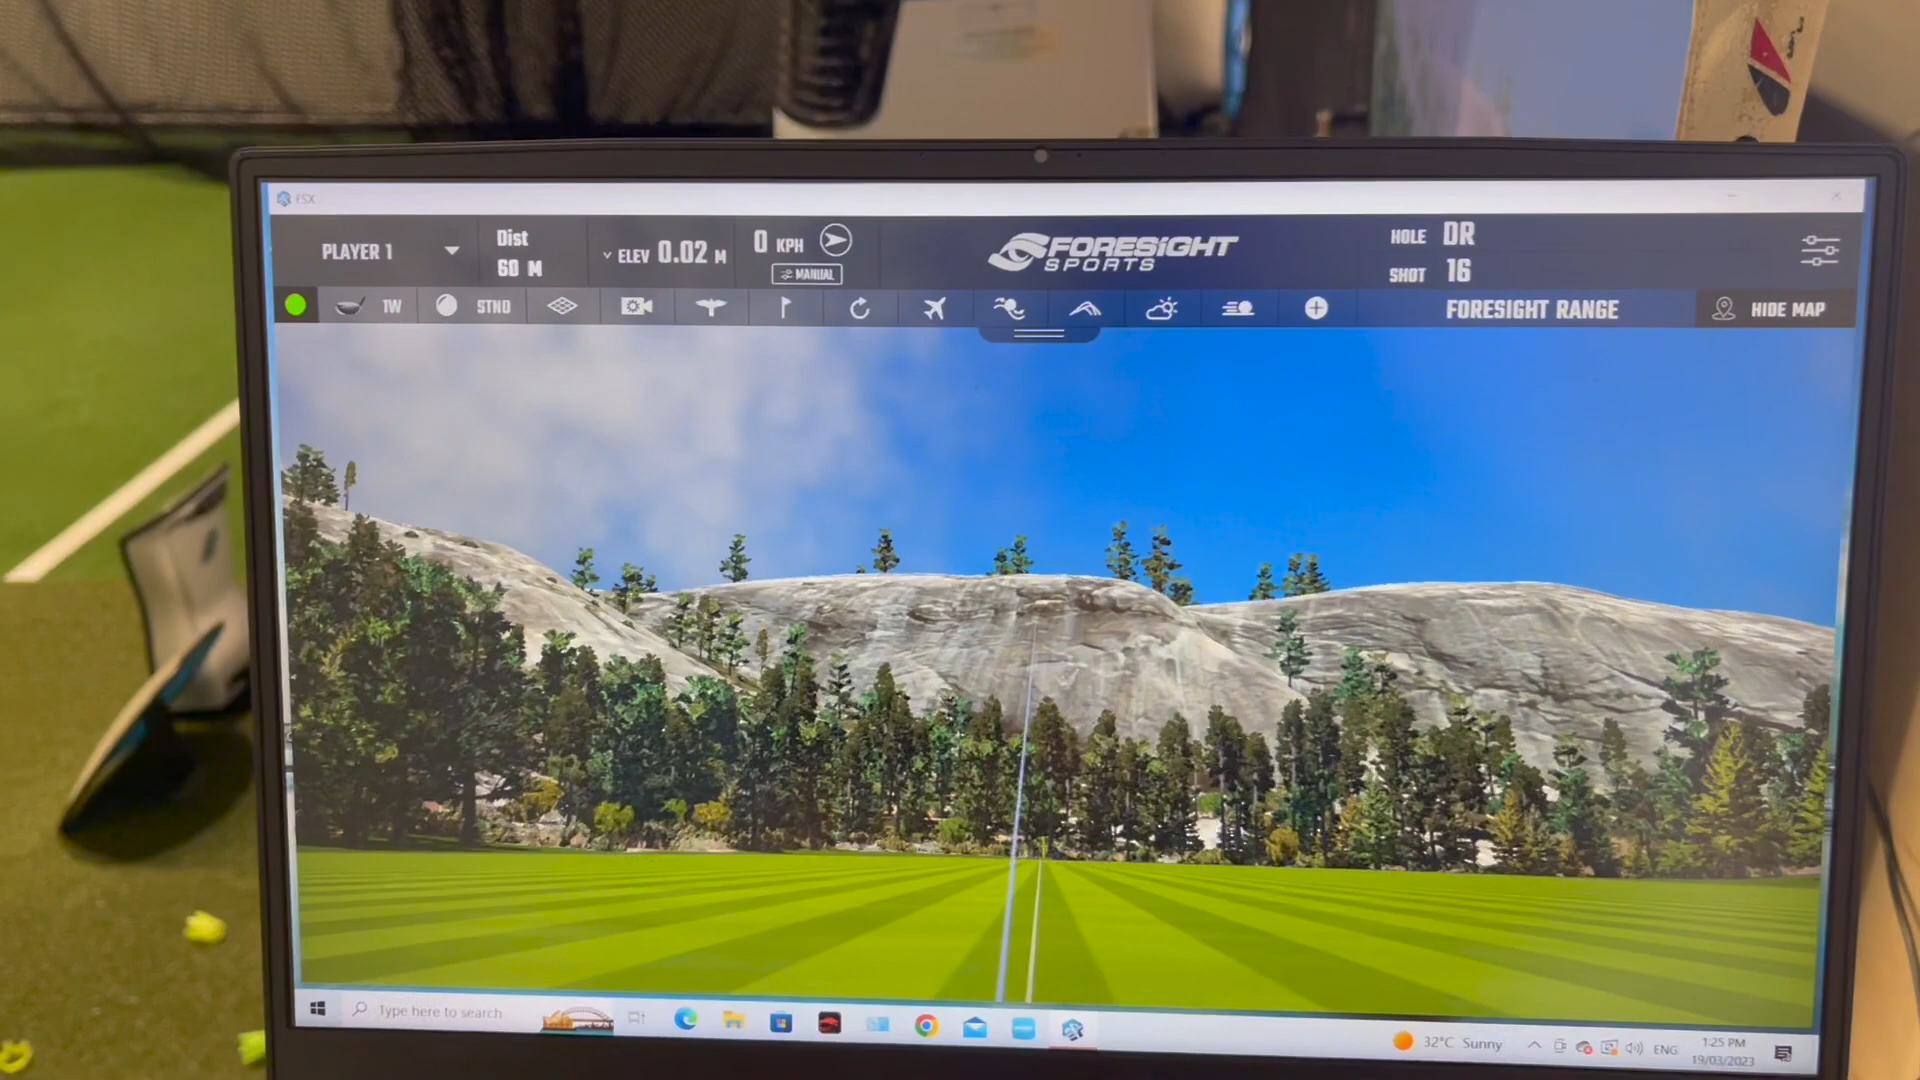 FSX
PLAYER 1
Dist
60 M
ELEV 0.02 M
0 KPH
MANUAL
FORESIGHT
SPORTS
HOLE DR
SHOT 16
1W
STND
FORESIGHT RANGE
HIDE MAP
Type here to search
32°C Sunny
ENG
1:25 PM
19/03/2023